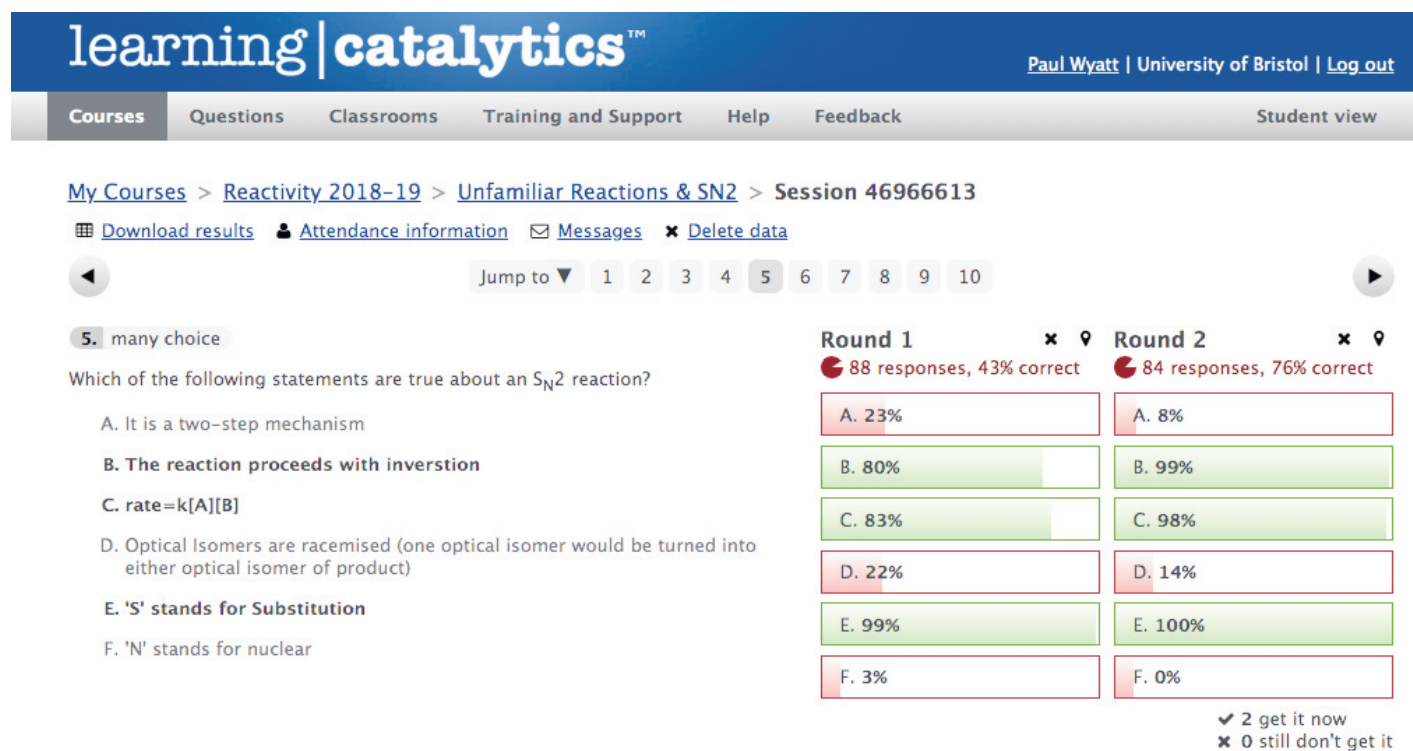 learning|catalytics™
Paul Wyatt | University of Bristol | Log out
Courses Questions Classrooms Training and Support Help Feedback Student view
My Courses > Reactivity 2018-19 > Unfamiliar Reactions & SN2 > Session 46966613
Download results Attendance information Messages Delete data
Jump to ▼ 1 2 3 4 5 6 7 8 9 10
5. many choice
Which of the following statements are true about an SN2 reaction?
A. It is a two-step mechanism
B. The reaction proceeds with inverstion
C. rate=k[A][B]
D. Optical Isomers are racemised (one optical isomer would be turned into
either optical isomer of product)
E. 'S' stands for Substitution
F. 'N' stands for nuclear
Round 1
88 responses, 43% correct
A. 23%
B. 80%
C. 83%
D. 22%
E. 99%
F. 3%
Round 2
84 responses, 76% correct
A. 8%
B. 99%
C. 98%
D. 14%
E. 100%
F. 0%
✔ 2 get it now
✖ 0 still don't get it